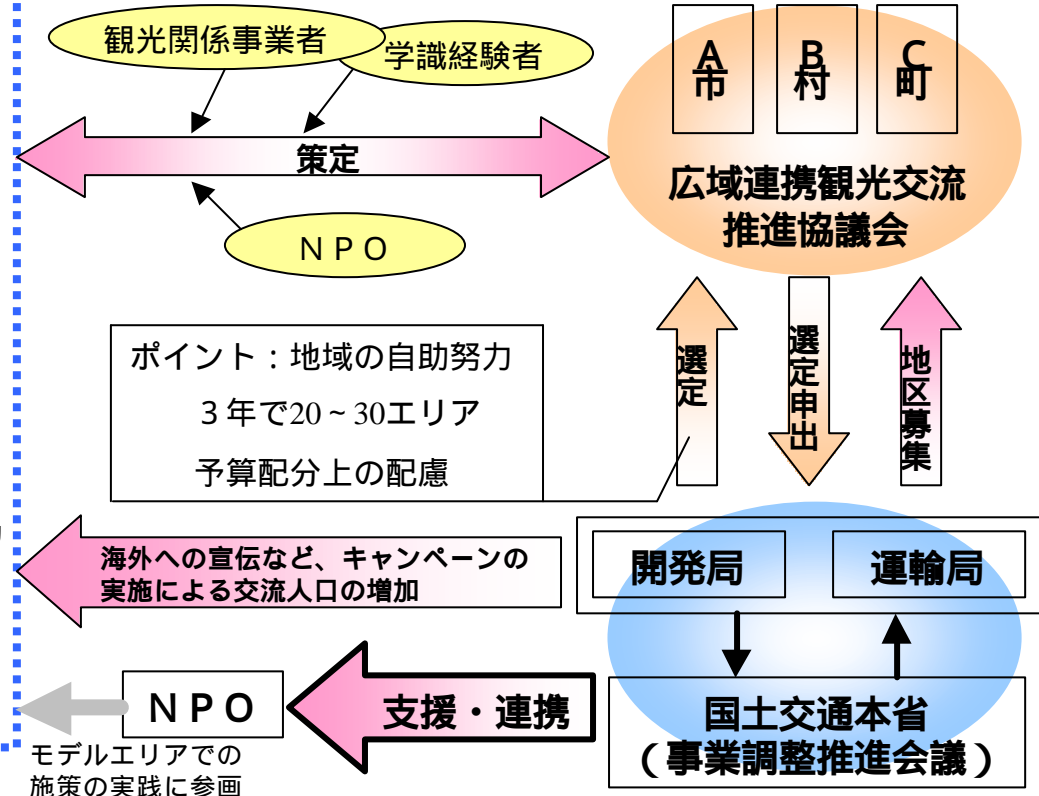 観光関係事業者
学識経験者
A市
B村
C町
策定
広域連携観光交流
推進協議会
NPO
ポイント：地域の自助努力
３年で20～30エリア
予算配分上の配慮
選定
選定申出
地区募集
海外への宣伝など、キャンペーンの
実施による交流人口の増加
開発局
運輸局
NPO
支援・連携
国土交通本省
（事業調整推進会議）
モデルエリアでの
施策の実践に参画